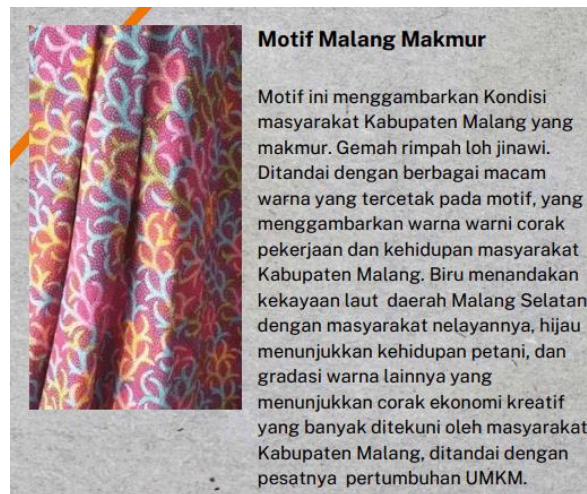 Motif Malang Makmur
Motif ini menggambarkan Kondisi
masyarakat Kabupaten Malang yang
makmur. Gemah rimpah loh jinawi.
Ditandai dengan berbagai macam
warna yang tercetak pada motif, yang
menggambarkan warna warni corak
pekerjaan dan kehidupan masyarakat
Kabupaten Malang. Biru menandakan
kekayaan laut daerah Malang Selatan
dengan masyarakat nelayannya, hijau
menunjukkan kehidupan petani, dan
gradasi warna lainnya yang
menunjukkan corak ekonomi kreatif
yang banyak ditekuni oleh masyarakat
Kabupaten Malang, ditandai dengan
pesatnya pertumbuhan UMKM.